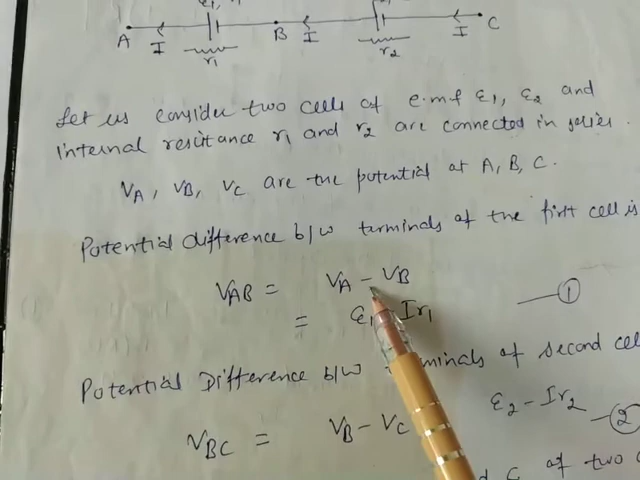 A I r1 B I r2 I C
Let us consider two cells of e.m.f ε1, ε2 and
internal resistance r1 and r2 are connected in series.
VA, VB, VC are the potential at A, B, C.
Potential difference b/w terminals of the first cell is
VAB = VA - VB
= ε1 Ir1 — ①
Potential Difference b/w minals of second cel
VBC = VB - VC ε2 - Ir2 — ②
C of two